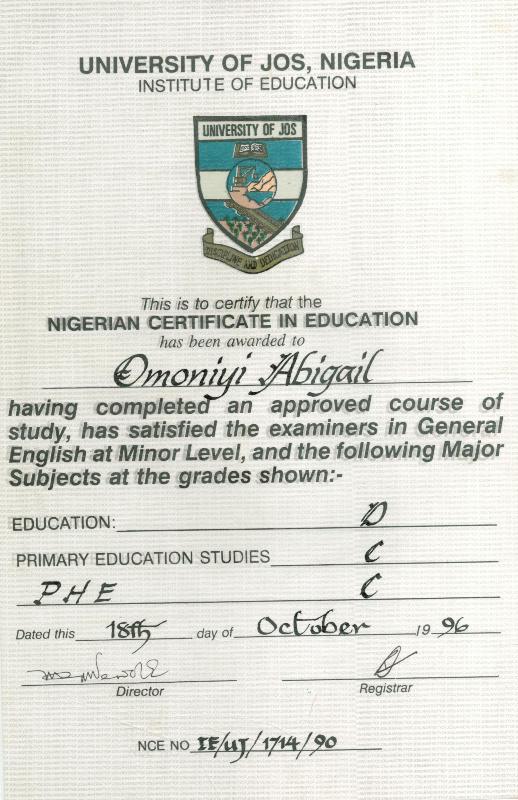 UNIVERSITY OF JOS, NIGERIA
INSTITUTE OF EDUCATION
UNIVERSITY OF JOS
DISCIPLINE AND DEDICATION
This is to certify that the
NIGERIAN CERTIFICATE IN EDUCATION
has been awarded to
Omoniyi Abigail
having completed an approved course of
study, has satisfied the examiners in General
English at Minor Level, and the following Major
Subjects at the grades shown:-
EDUCATION: D
PRIMARY EDUCATION STUDIES C
PHE C
Dated this 18th day of October 19 96
Director Registrar
NCE NO IE/UJ/1714/90